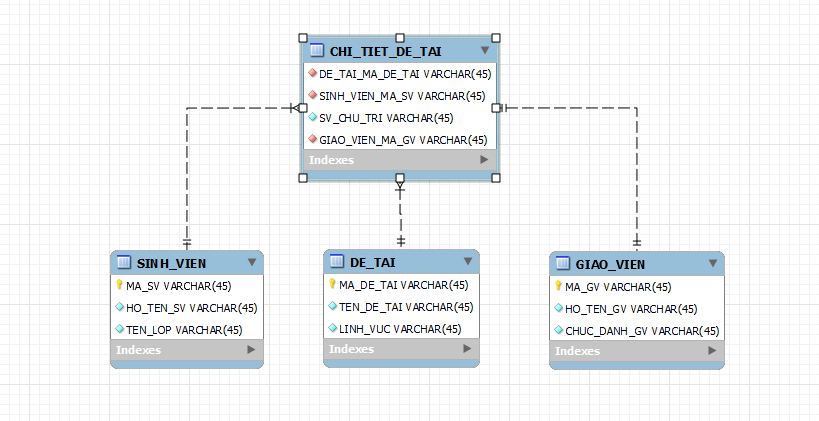 CHI_TIET_DE_TAI
DE_TAI_MA_DE_TAI VARCHAR(45)
SINH_VIEN_MA_SV VARCHAR(45)
SV_CHU_TRI VARCHAR(45)
GIAO_VIEN_MA_GV VARCHAR(45)
Indexes
SINH_VIEN
MA_SV VARCHAR(45)
HO_TEN_SV VARCHAR(45)
TEN_LOP VARCHAR(45)
Indexes
DE_TAI
MA_DE_TAI VARCHAR(45)
TEN_DE_TAI VARCHAR(45)
LINH_VUC VARCHAR(45)
Indexes
GIAO_VIEN
MA_GV VARCHAR(45)
HO_TEN_GV VARCHAR(45)
CHUC_DANH_GV VARCHAR(45)
Indexes